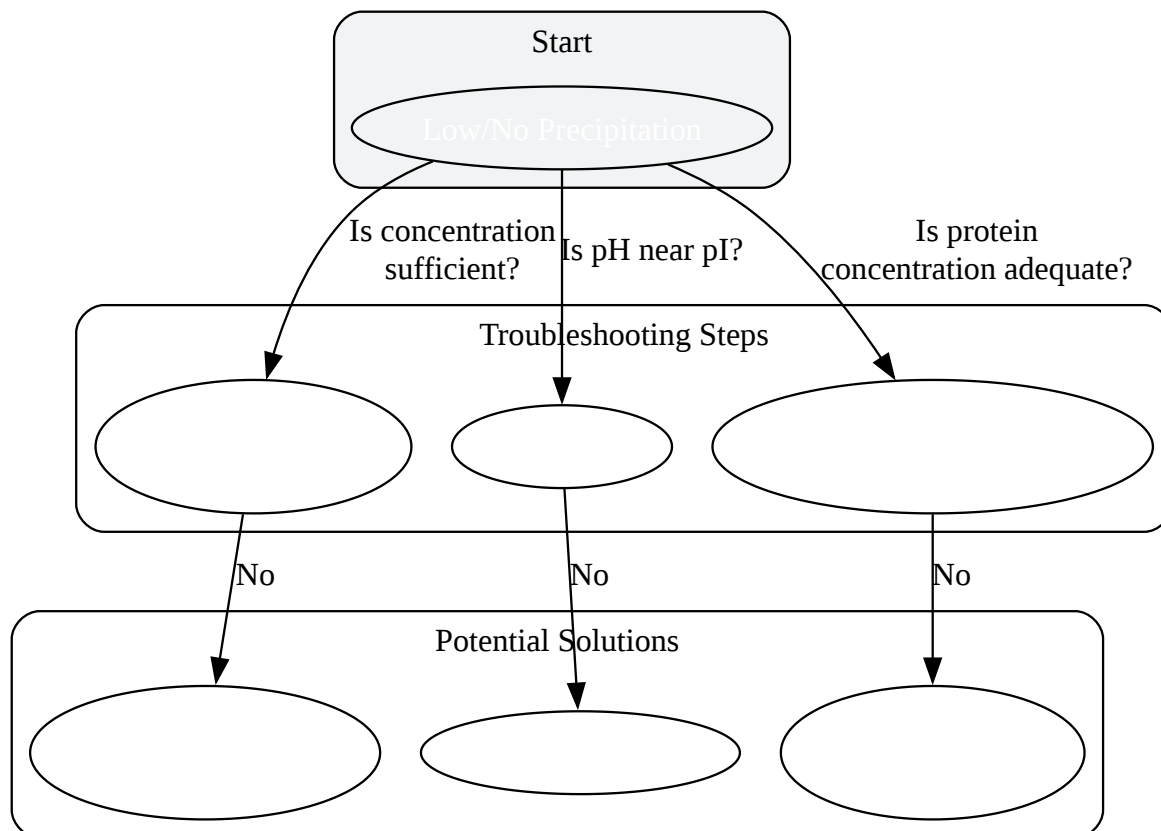 Start
Low/No Precipitation
Is concentration
sufficient?
Is pH near pI?
Is protein
concentration adequate?
Troubleshooting Steps
No
No
No
Potential Solutions